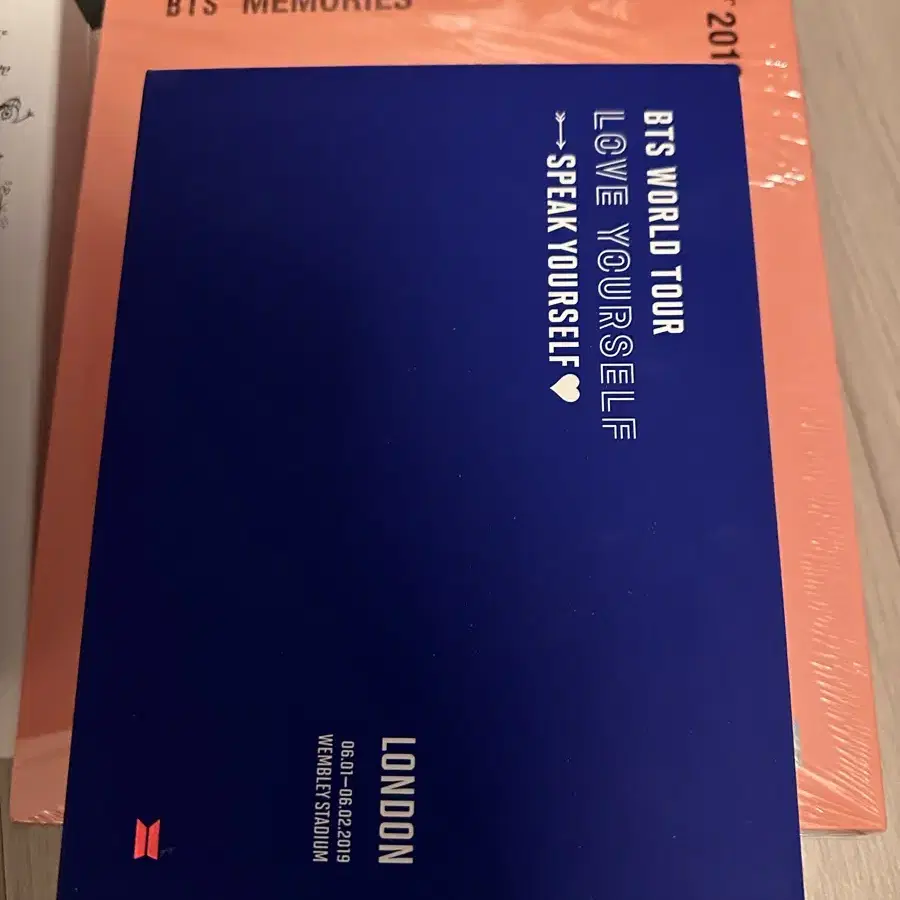 BTS MEMORIES
BTS WORLD TOUR
LOVE YOURSELF
SPEAK YOURSELF
LONDON
06.01—06.02.2019
WEMBLEY STADIUM